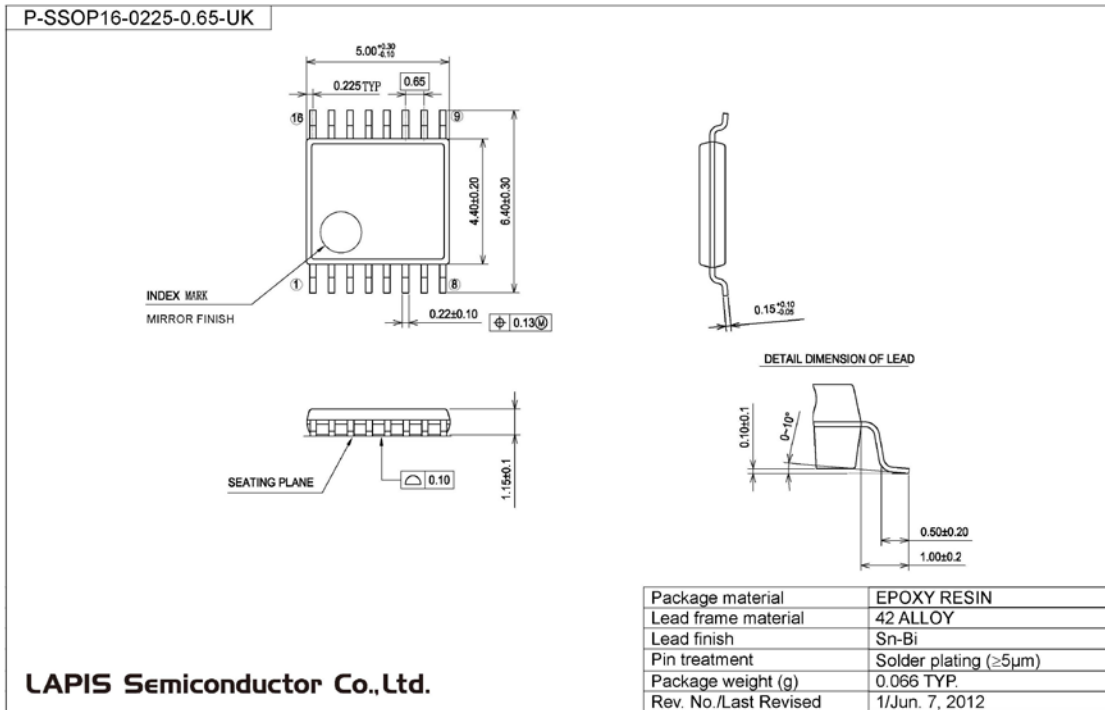 P-SSOP16-0225-0.65-UK
5.00 +0.30 -0.10
0.225 TYP
0.65
16
9
4.40±0.20
6.40±0.30
1
8
INDEX MARK
MIRROR FINISH
0.22±0.10
0.13 M
0.15 +0.10 -0.05
DETAIL DIMENSION OF LEAD
0.10±0.1
0~10°
0.50±0.20
1.00±0.2
SEATING PLANE
0.10
1.15±0.1
Package material EPOXY RESIN
Lead frame material 42 ALLOY
Lead finish Sn-Bi
Pin treatment Solder plating (≥5μm)
Package weight (g) 0.066 TYP.
Rev. No./Last Revised 1/Jun. 7, 2012
LAPIS Semiconductor Co.,Ltd.